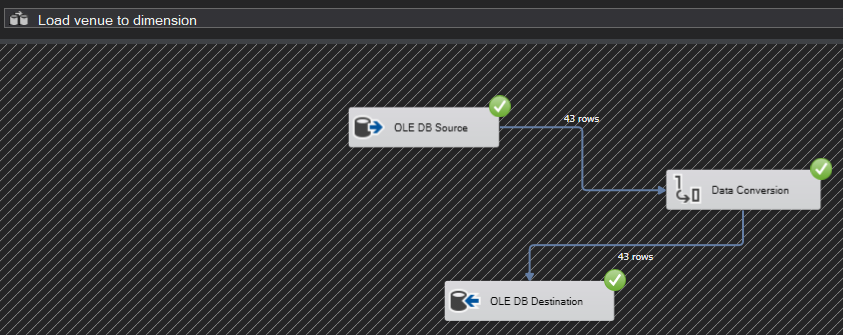 Load venue to dimension
OLE DB Source
43 rows
Data Conversion
43 rows
OLE DB Destination